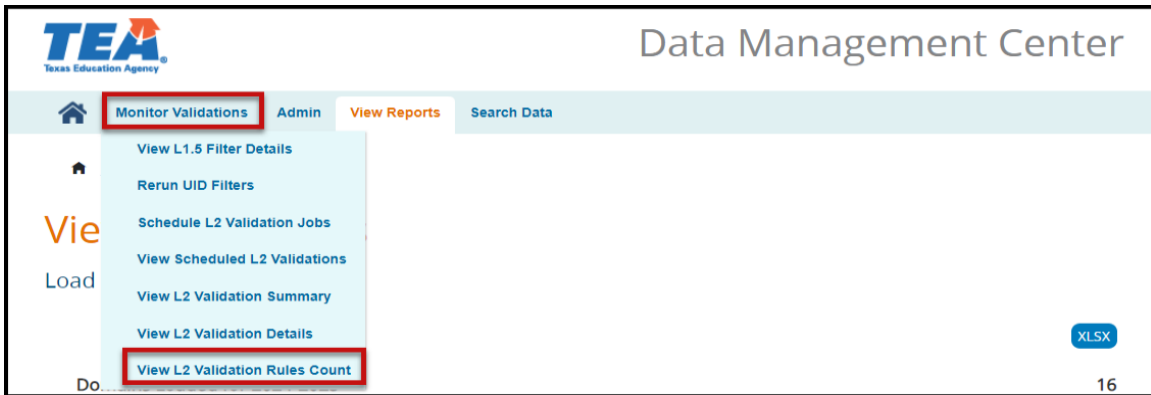 TEA
Texas Education Agency
Data Management Center
Monitor Validations Admin View Reports Search Data
View L1.5 Filter Details
Rerun UID Filters
Schedule L2 Validation Jobs
Vie
View Scheduled L2 Validations
Load
View L2 Validation Summary
View L2 Validation Details
XLSX
View L2 Validation Rules Count
Do
16